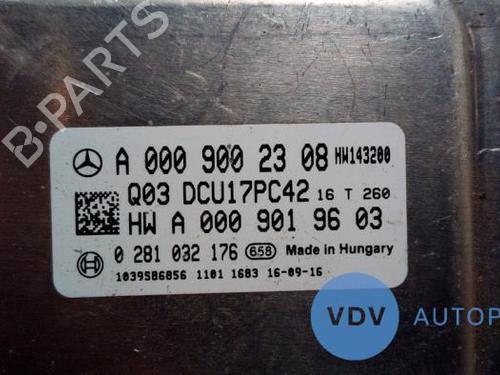 B-PARTS
A 000 900 23 08 HW143200
Q03 DCU17PC42 16 T 260
HW A 000 901 96 03
0 281 032 176 658 Made in Hungary
1039S86856 1101 1683 16-09-16
VDV AUTOP